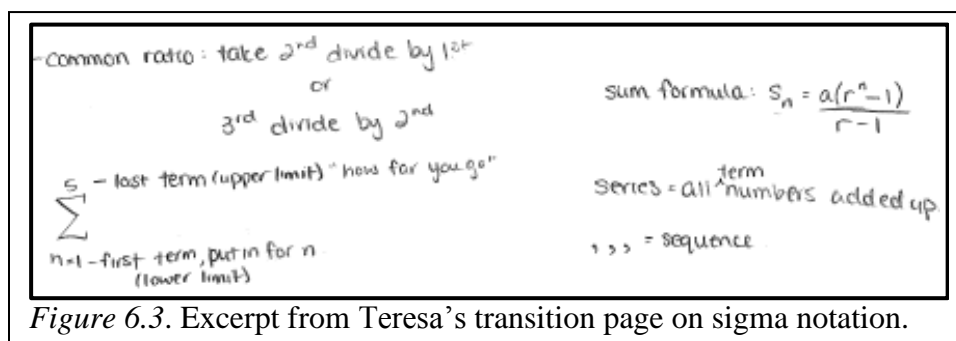 -common ratio: take 2nd divide by 1st
or
3rd divide by 2nd
5 - last term (upper limit) "how far you go"
∑
n=1 - first term, put in for n
(lower limit)
sum formula: Sₙ = a(rⁿ-1) / r-1
series = all term numbers added up
, , , = sequence
Figure 6.3. Excerpt from Teresa's transition page on sigma notation.